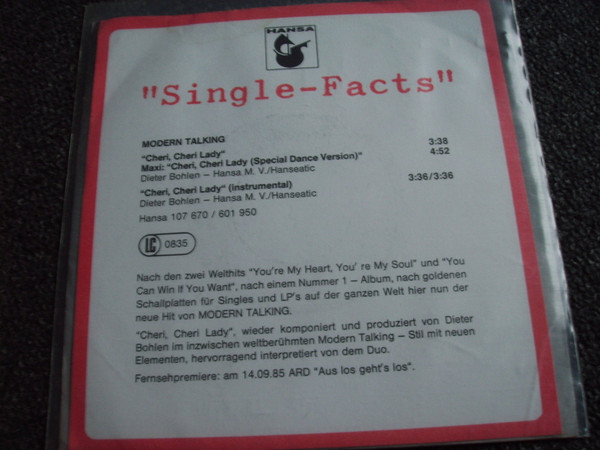 HANSA
"Single-Facts"
MODERN TALKING
"Cheri, Cheri Lady" 3:38
Maxi: "Cheri, Cheri Lady (Special Dance Version)" 4:52
Dieter Bohlen – Hansa M. V./Hanseatic
"Cheri, Cheri Lady" (instrumental) 3:36/3:36
Dieter Bohlen – Hansa M. V./Hanseatic
Hansa 107 670 / 601 950
LC 0835
Nach den zwei Welthits "You're My Heart, You' re My Soul" und "You
Can Win if You Want", nach einem Nummer 1 – Album, nach goldenen
Schallplatten für Singles und LP's auf der ganzen Welt hier nun der
neue Hit von MODERN TALKING.
"Cheri, Cheri Lady", wieder komponiert und produziert von Dieter
Bohlen im inzwischen weltberühmten Modern Talking – Stil mit neuen
Elementen, hervorragend interpretiert von dem Duo.
Fernsehpremiere: am 14.09.85 ARD "Aus los geht's los".